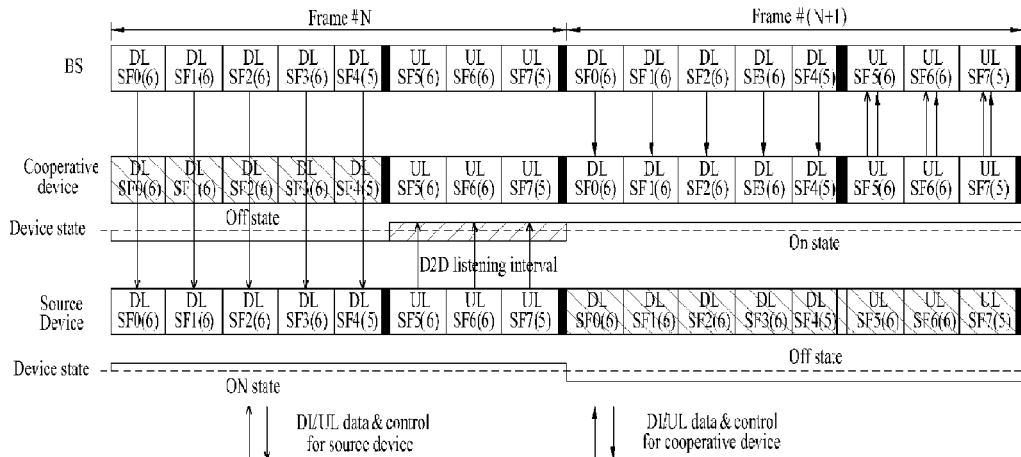 Frame #N
Frame #(N+1)
BS
DL DL DL DL DL UL UL UL DL DL DL DL DL UL UL UL
SF0(6) SF1(6) SF2(6) SF3(6) SF4(5) SF5(6) SF6(6) SF7(5) SF0(6) SF1(6) SF2(6) SF3(6) SF4(5) SF5(6) SF6(6) SF7(5)
Cooperative
device
DL DL DL DL DL UL UL UL DL DL DL DL DL UL UL UL
SF0(6) SF1(6) SF2(6) SF3(6) SF4(5) SF5(6) SF6(6) SF7(5) SF0(6) SF1(6) SF2(6) SF3(6) SF4(5) SF5(6) SF6(6) SF7(5)
Off state
Device state
On state
D2D listening interval
Source
Device
DL DL DL DL DL UL UL UL DL DL DL DL DL UL UL UL
SF0(6) SF1(6) SF2(6) SF3(6) SF4(5) SF5(6) SF6(6) SF7(5) SF0(6) SF1(6) SF2(6) SF3(6) SF4(5) SF5(6) SF6(6) SF7(5)
Off state
Device state
ON state
DL/UL data & control
for source device
DL/UL data & control
for cooperative device